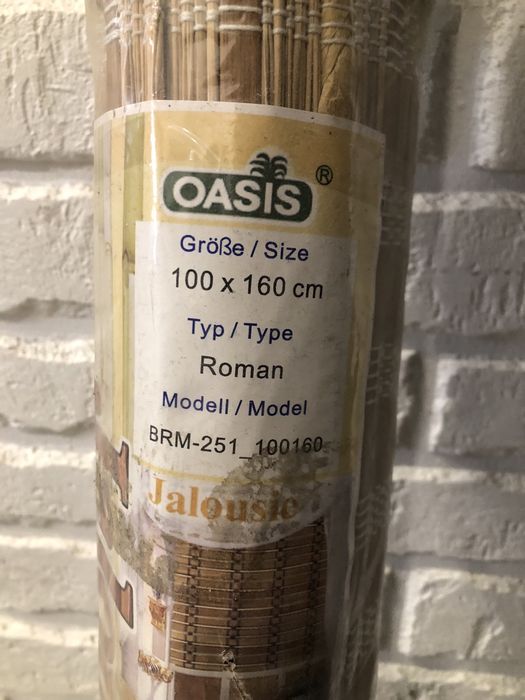 OASIS ®
Größe / Size
100 x 160 cm
Typ / Type
Roman
Modell / Model
BRM-251_100160
Jalousie